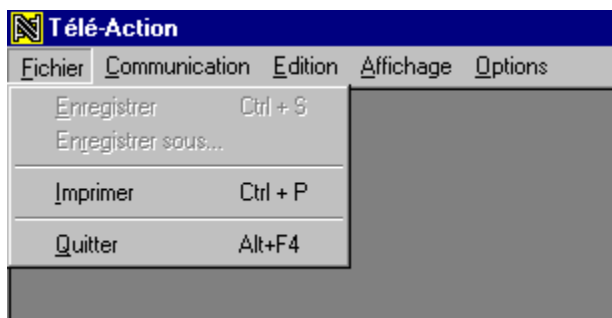 Télé-Action
Fichier Communication Edition Affichage Options
Enregistrer Ctrl + S
Enregistrer sous...
Imprimer Ctrl + P
Quitter Alt+F4